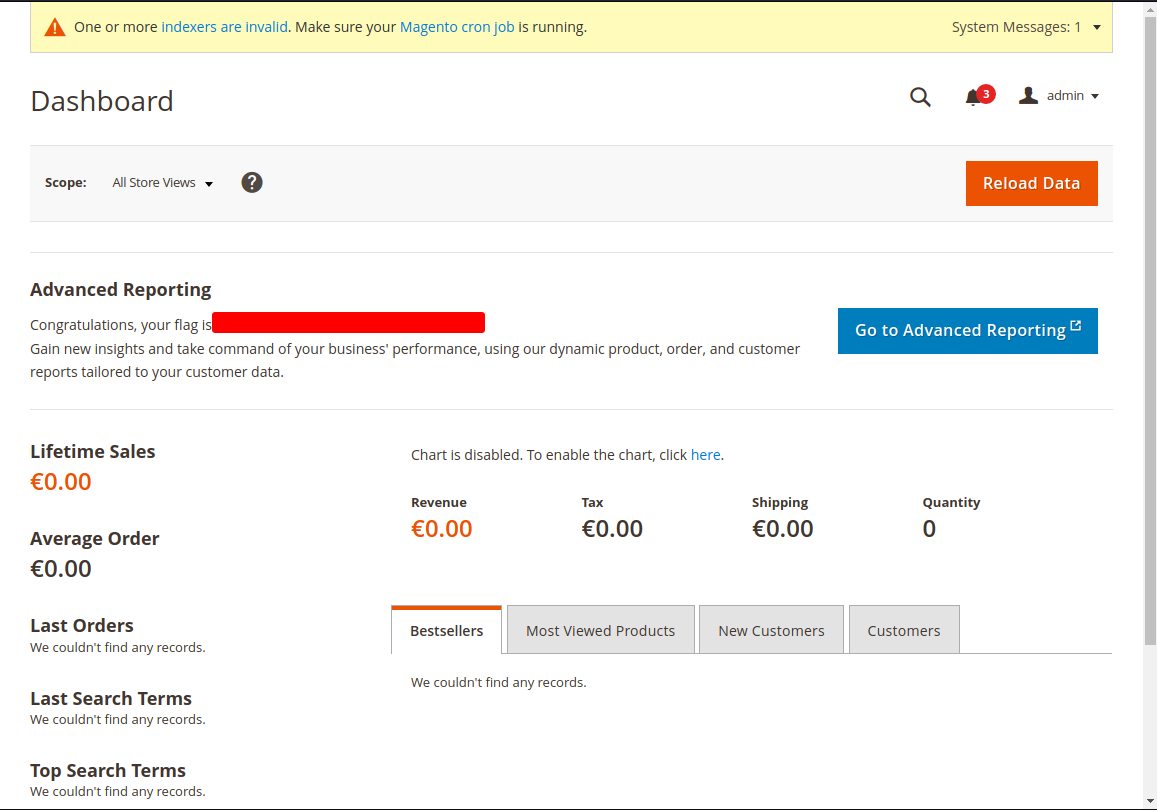 One or more indexers are invalid. Make sure your Magento cron job is running.
System Messages: 1
Dashboard
3
admin
Scope:
All Store Views
?
Reload Data
Advanced Reporting
Congratulations, your flag is
Gain new insights and take command of your business' performance, using our dynamic product, order, and customer
reports tailored to your customer data.
Go to Advanced Reporting
Lifetime Sales
€0.00
Average Order
€0.00
Last Orders
We couldn't find any records.
Last Search Terms
We couldn't find any records.
Top Search Terms
We couldn't find any records.
Chart is disabled. To enable the chart, click here.
Revenue
€0.00
Tax
€0.00
Shipping
€0.00
Quantity
0
Bestsellers
Most Viewed Products
New Customers
Customers
We couldn't find any records.